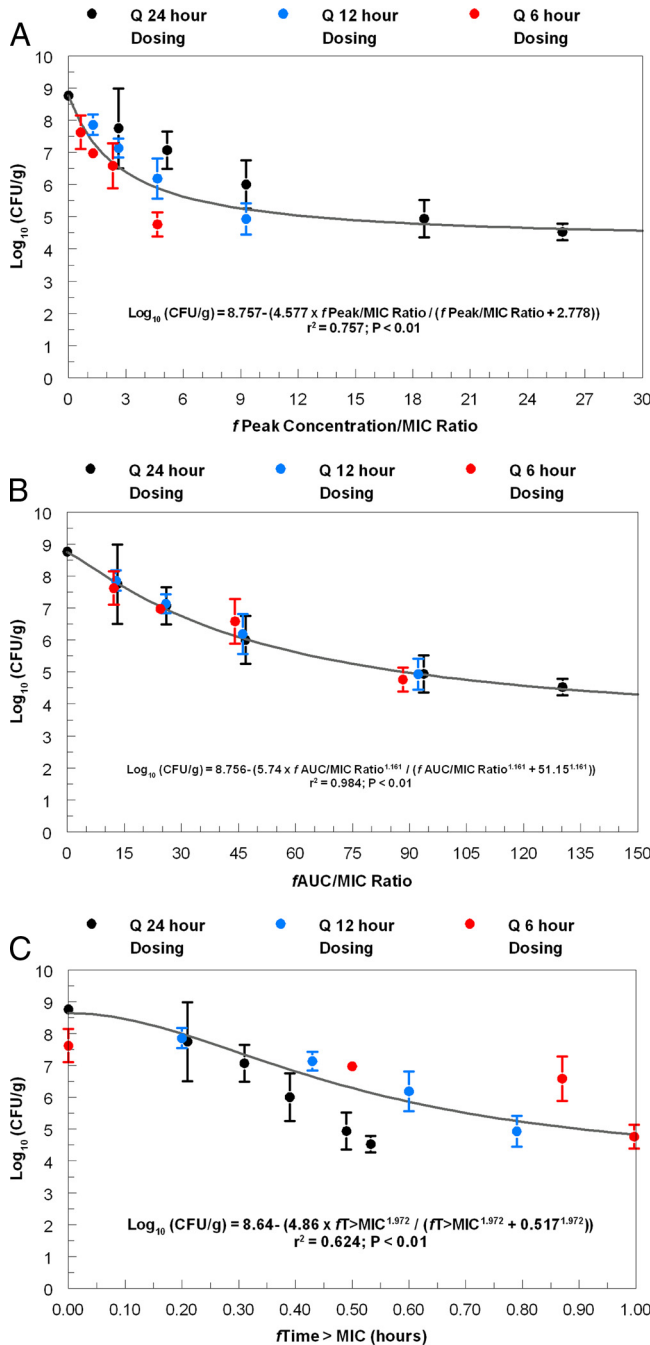 A
Q 24 hour Dosing
Q 12 hour Dosing
Q 6 hour Dosing
Log10 (CFU/g)
10
9
8
7
6
5
4
3
2
1
0
Log10 (CFU/g) = 8.757-(4.577 x f Peak/MIC Ratio / (f Peak/MIC Ratio + 2.778))
r2 = 0.757; P < 0.01
0 3 6 9 12 15 18 21 24 27 30
f Peak Concentration/MIC Ratio
B
Q 24 hour Dosing
Q 12 hour Dosing
Q 6 hour Dosing
Log10 (CFU/g)
10
9
8
7
6
5
4
3
2
1
0
Log10 (CFU/g) = 8.756-(5.74 x f AUC/MIC Ratio1.161 / (f AUC/MIC Ratio1.161 + 51.151.161))
r2 = 0.984; P < 0.01
0 15 30 45 60 75 90 105 120 135 150
fAUC/MIC Ratio
C
Q 24 hour Dosing
Q 12 hour Dosing
Q 6 hour Dosing
Log10 (CFU/g)
10
9
8
7
6
5
4
3
2
1
0
Log10 (CFU/g) = 8.64-(4.86 x fT>MIC1.972 / (fT>MIC1.972 + 0.5171.972))
r2 = 0.624; P < 0.01
0.00 0.10 0.20 0.30 0.40 0.50 0.60 0.70 0.80 0.90 1.00
fTime > MIC (hours)